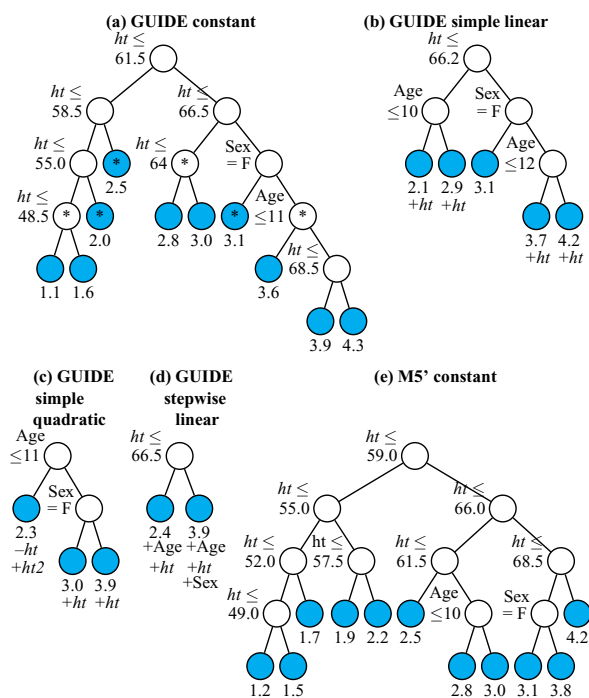 (a) GUIDE constant
ht ≤
61.5
ht ≤
58.5
ht ≤
66.5
ht ≤
55.0
*
2.5
ht ≤
64
*
Sex
= F
ht ≤
48.5
*
*
2.0
2.8
3.0
*
3.1
Age
≤11
*
1.1
1.6
3.6
ht ≤
68.5
3.9
4.3
(b) GUIDE simple linear
ht ≤
66.2
Age
≤10
Sex
= F
2.1
+ht
2.9
+ht
3.1
Age
≤12
3.7
+ht
4.2
+ht
(c) GUIDE
simple
quadratic
Age
≤11
Sex
= F
2.3
–ht
+ht2
3.0
+ht
3.9
+ht
(d) GUIDE
stepwise
linear
ht ≤
66.5
2.4
+Age
+ht
3.9
+Age
+ht
+Sex
(e) M5' constant
ht ≤
59.0
ht ≤
55.0
ht ≤
66.0
ht ≤
52.0
ht ≤
57.5
ht ≤
61.5
ht ≤
68.5
ht ≤
49.0
1.7
1.9
2.2
2.5
Age
≤10
Sex
= F
4.2
1.2
1.5
2.8
3.0
3.1
3.8